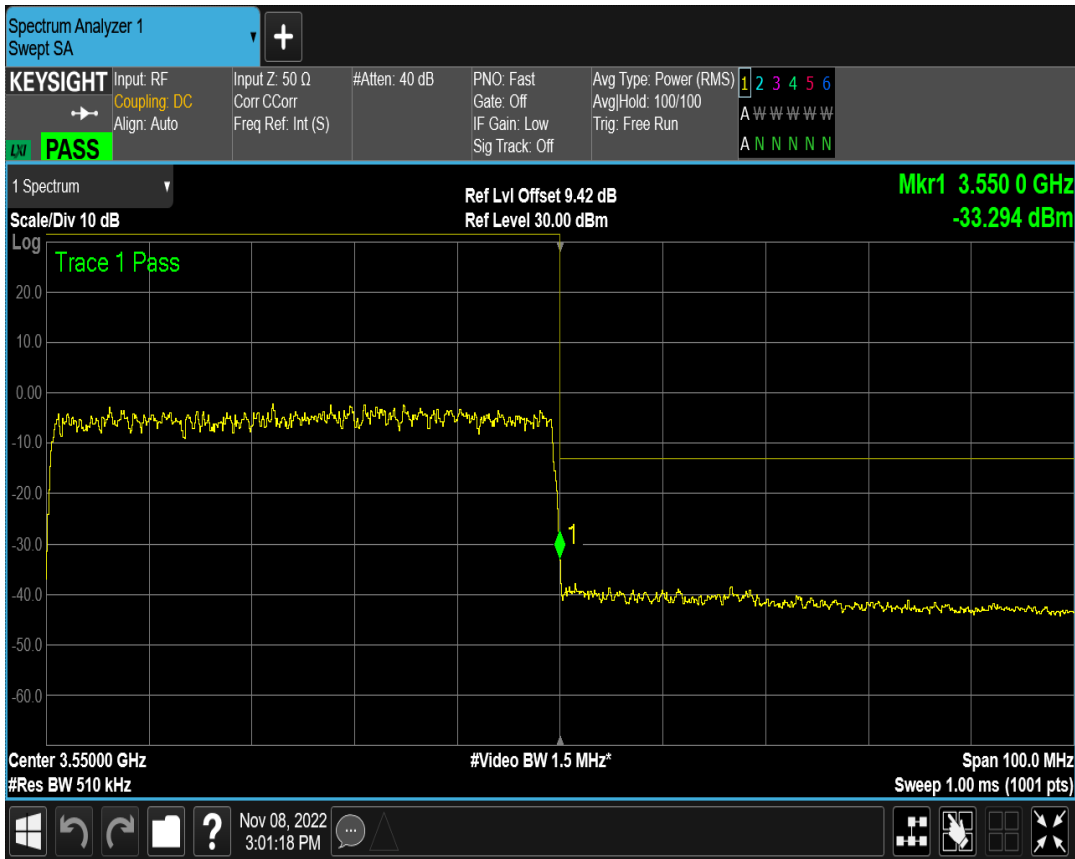 Spectrum Analyzer 1
Swept SA
KEYSIGHT
LXI
PASS
Input: RF
Coupling: DC
Align: Auto
Input Z: 50 Ω
Corr CCorr
Freq Ref: Int (S)
#Atten: 40 dB
PNO: Fast
Gate: Off
IF Gain: Low
Sig Track: Off
Avg Type: Power (RMS)
Avg|Hold: 100/100
Trig: Free Run
1 2 3 4 5 6
A W W W W W
A N N N N N
1 Spectrum
Scale/Div 10 dB
Ref Lvl Offset 9.42 dB
Ref Level 30.00 dBm
Mkr1 3.550 0 GHz
-33.294 dBm
Log
Trace 1 Pass
20.0
10.0
0.00
-10.0
-20.0
-30.0
-40.0
-50.0
-60.0
1
Center 3.55000 GHz
#Video BW 1.5 MHz*
Span 100.0 MHz
#Res BW 510 kHz
Sweep 1.00 ms (1001 pts)
?
Nov 08, 2022
3:01:18 PM